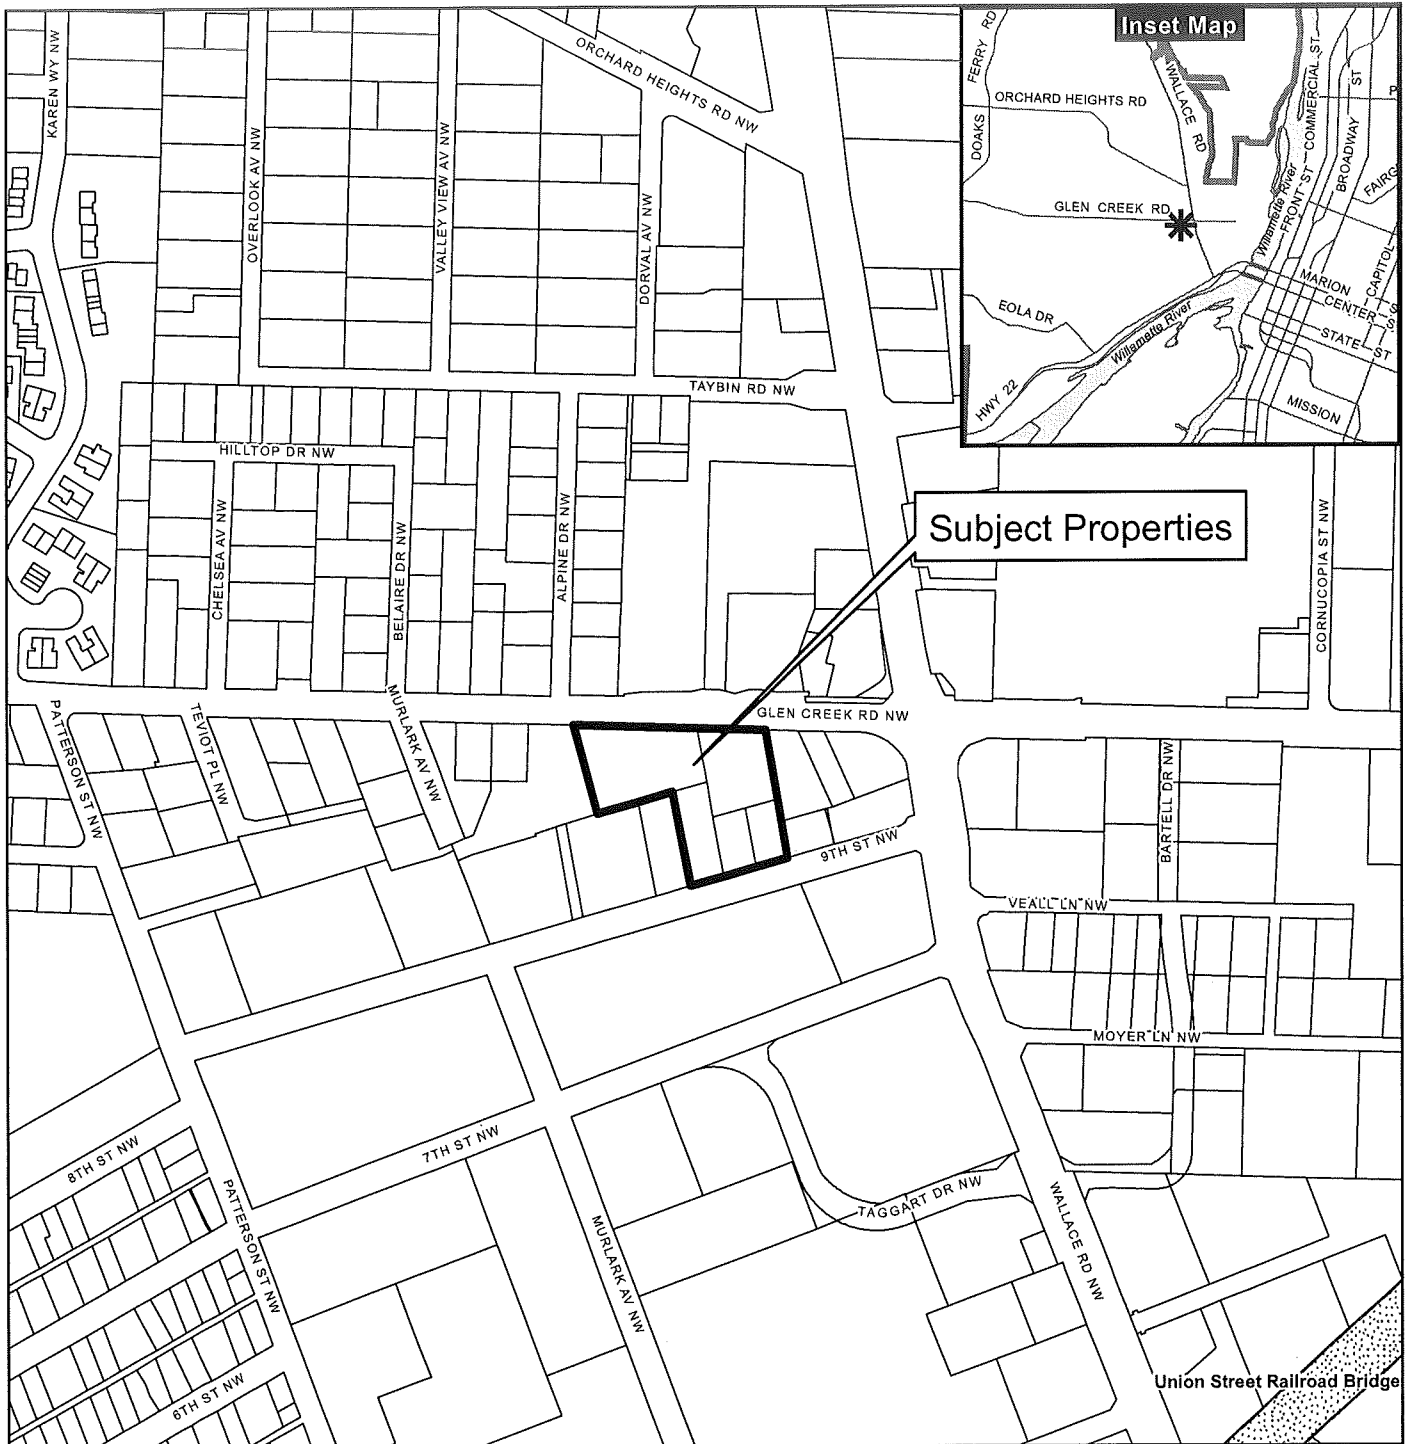 Inset Map
FERRY RD
DOAKS
ORCHARD HEIGHTS RD
WALLACE RD
GLEN CREEK RD
EOLA DR
HWY 22
Willamette River
Willamette River
FRONT ST
COMMERCIAL ST
BROADWAY ST
P
FAIRG
CAPITOL
MARION
CENTER S
STATE ST
MISSION
KAREN WY NW
OVERLOOK AV NW
VALLEY VIEW AV NW
ORCHARD HEIGHTS RD NW
DORVAL AV NW
TAYBIN RD NW
HILLTOP DR NW
CHELSEA AV NW
BELAIRE DR NW
ALPINE DR NW
Subject Properties
CORNUCOPIA ST NW
GLEN CREEK RD NW
PATTERSON ST NW
TEVIOT PL NW
MURLARK AV NW
9TH ST NW
BARTELL DR NW
VEALL LN NW
MOYER LN NW
8TH ST NW
7TH ST NW
PATTERSON ST NW
MURLARK AV NW
TAGGART DR NW
WALLACE RD NW
6TH ST NW
Union Street Railroad Bridge